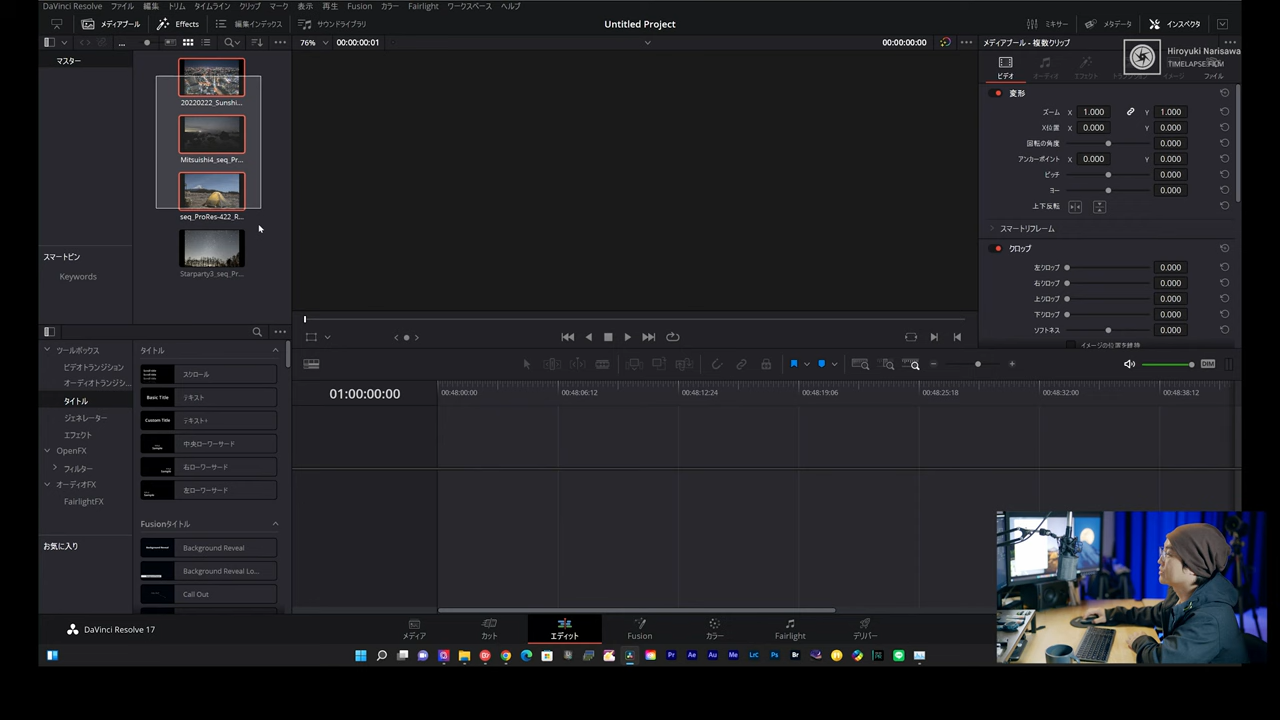 DaVinci Resolve ファイル 編集 トリム タイムライン クリップ マーク 表示 再生 Fusion カラー Fairlight ワークスペース ヘルプ
メディアプール Effects 編集インデックス サウンドライブラリ
Untitled Project
ミキサー メタデータ インスペクタ
76% 00:00:00:01
00:00:00:00
メディアプール - 複数クリップ
Hiroyuki Narisawa
TIMELAPSE FILM
マスター
20220222_Sunshi...
Mitsuishi4_seq_Pr...
seq_ProRes-422_R...
Starparty3_seq_Pr...
スマートビン
Keywords
ビデオ オーディオ エフェクト ファイル
変形
ズーム X 1.000 Y 1.000
X位置 0.000 Y 0.000
回転の角度 0.000
アンカーポイント X 0.000 Y 0.000
ピッチ 0.000
ヨー 0.000
上下反転
スマートリフレーム
クロップ
左クロップ 0.000
右クロップ 0.000
上クロップ 0.000
下クロップ 0.000
ソフトネス 0.000
イメージの位置を維持
ツールボックス
ビデオトランジション
オーディオトランジシ...
タイトル
ジェネレーター
エフェクト
OpenFX
フィルター
オーディオFX
FairlightFX
お気に入り
タイトル
スクロール
Basic Title テキスト
Custom Title テキスト+
中央ローワーサード
右ローワーサード
左ローワーサード
Fusionタイトル
Background Reveal
Background Reveal Lo...
Call Out
DIM
01:00:00:00
00:48:00:00 00:48:06:12 00:48:12:24 00:48:19:06 00:48:25:18 00:48:32:00 00:48:38:12
DaVinci Resolve 17
メディア カット エディット Fusion カラー Fairlight デリバー
Pr Ae Au Me Lrc Ps Br